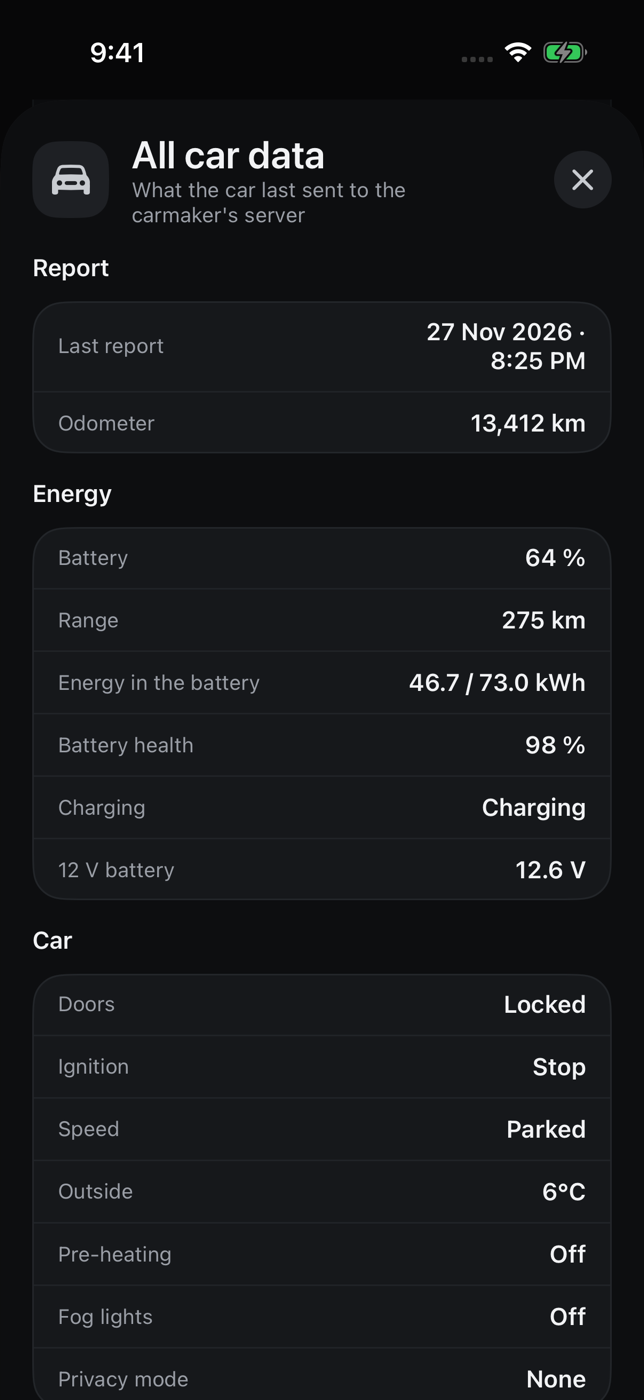 9:41
All car data
What the car last sent to the
carmaker's server
Report
Last report
27 Nov 2026 ·
8:25 PM
Odometer 13,412 km
Energy
Battery 64 %
Range 275 km
Energy in the battery 46.7 / 73.0 kWh
Battery health 98 %
Charging Charging
12 V battery 12.6 V
Car
Doors Locked
Ignition Stop
Speed Parked
Outside 6°C
Pre-heating Off
Fog lights Off
Privacy mode None